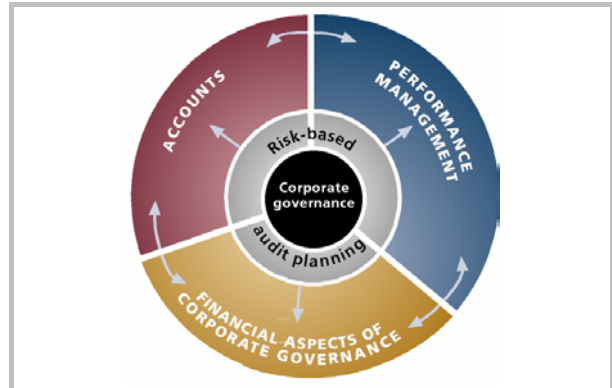 ACCOUNTS
PERFORMANCE
MANAGEMENT
Risk-based
Corporate
governance
audit planning
FINANCIAL ASPECTS OF
CORPORATE GOVERNANCE